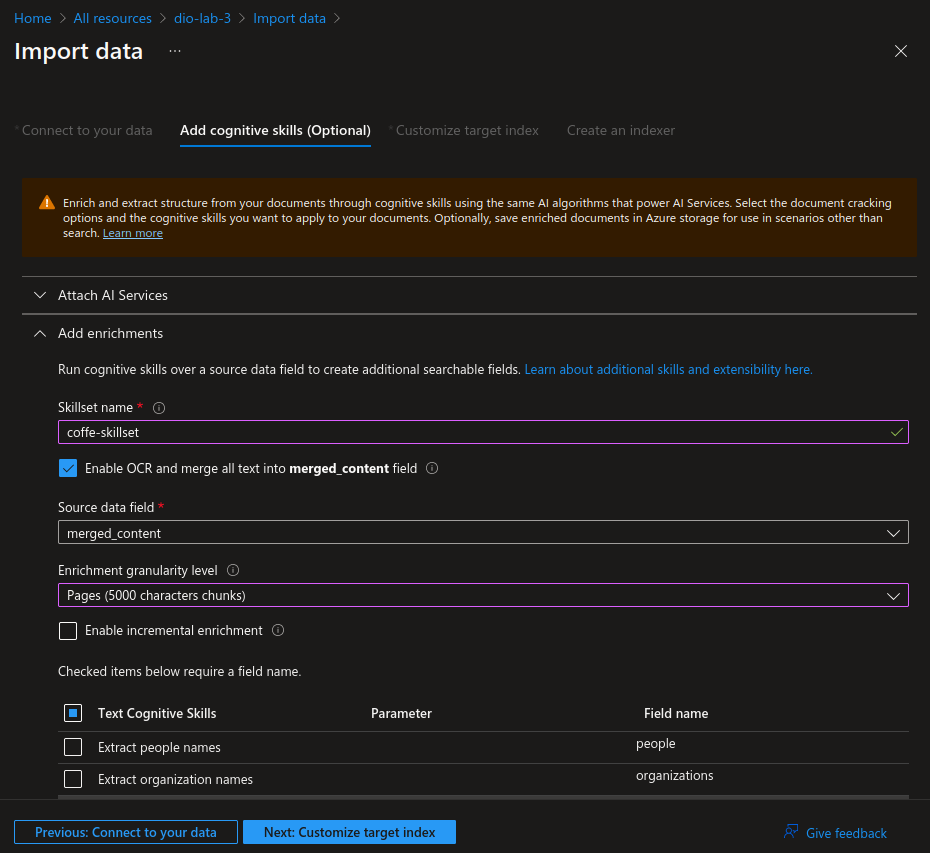 Home > All resources > dio-lab-3 > Import data >
Import data ...
* Connect to your data Add cognitive skills (Optional) * Customize target index Create an indexer
Enrich and extract structure from your documents through cognitive skills using the same AI algorithms that power AI Services. Select the document cracking
options and the cognitive skills you want to apply to your documents. Optionally, save enriched documents in Azure storage for use in scenarios other than
search. Learn more
Attach AI Services
Add enrichments
Run cognitive skills over a source data field to create additional searchable fields. Learn about additional skills and extensibility here.
Skillset name *
coffe-skillset
Enable OCR and merge all text into merged_content field
Source data field *
merged_content
Enrichment granularity level
Pages (5000 characters chunks)
Enable incremental enrichment
Checked items below require a field name.
Text Cognitive Skills Parameter Field name
Extract people names people
Extract organization names organizations
Previous: Connect to your data Next: Customize target index Give feedback